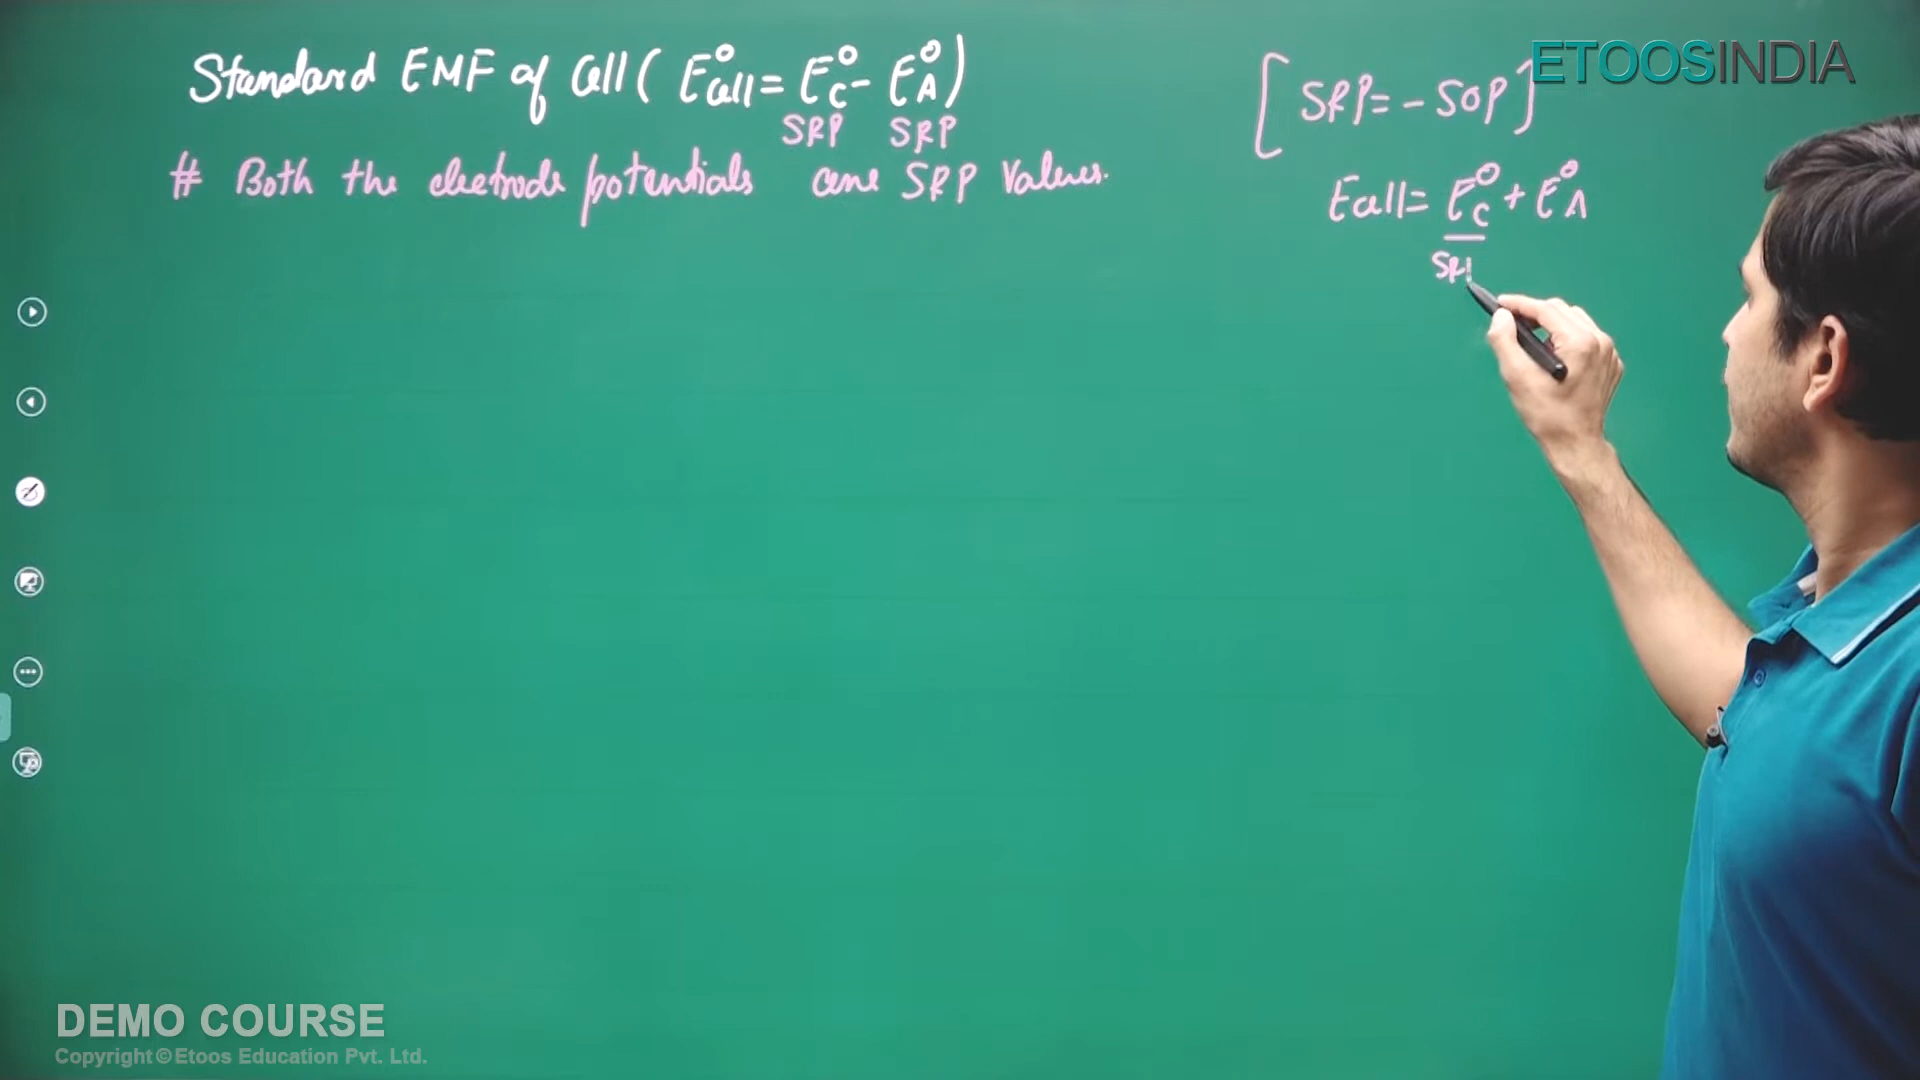 Standard EMF of Cell ( E°cell = E°C - E°A )
SRP SRP
# Both the electrode potentials are SRP Values.
[ SRP = - SOP ]
Ecell = E°C + E°A
SRP
ETOOSINDIA
DEMO COURSE
Copyright © Etoos Education Pvt. Ltd.